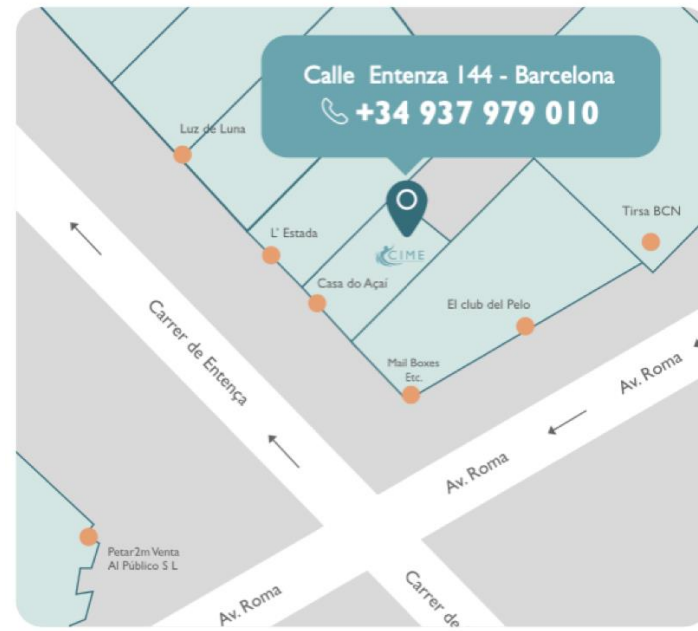 Calle Entenza 144 - Barcelona
+34 937 979 010
Luz de Luna
Tirsa BCN
L' Estada
CIME
Casa do Açaí
El club del Pelo
Carrer de Entença
Mail Boxes
Etc.
Av. Roma
Av. Roma
Petar2m Venta
Al Público S L
Av. Roma
Carrer de